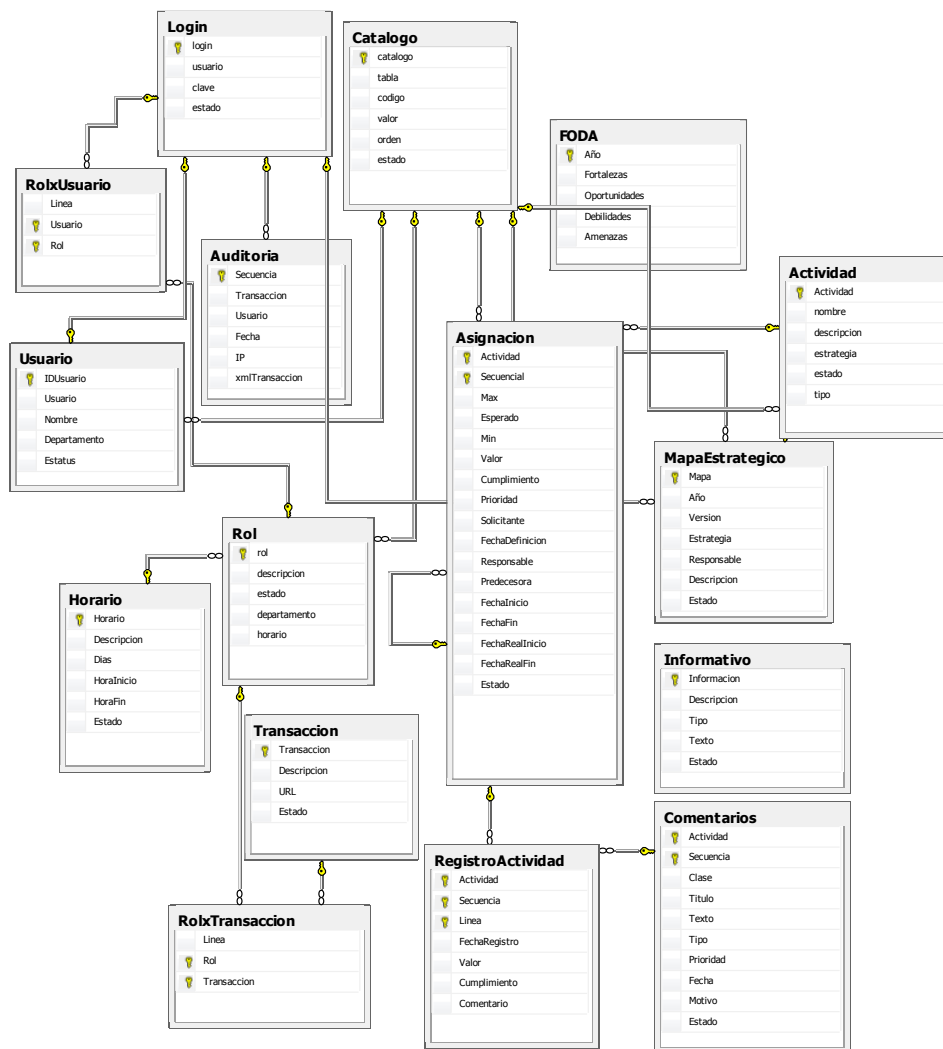 Login
login
usuario
clave
estado
Catalogo
catalogo
tabla
codigo
valor
orden
estado
FODA
Año
Fortalezas
Oportunidades
Debilidades
Amenazas
RolxUsuario
Linea
Usuario
Rol
Auditoria
Secuencia
Transaccion
Usuario
Fecha
IP
xmlTransaccion
Actividad
Actividad
nombre
descripcion
estrategia
estado
tipo
Usuario
IDUsuario
Usuario
Nombre
Departamento
Estatus
Asignacion
Actividad
Secuencial
Max
Esperado
Min
Valor
Cumplimiento
Prioridad
Solicitante
FechaDefinicion
Responsable
Predecesora
FechaInicio
FechaFin
FechaRealInicio
FechaRealFin
Estado
MapaEstrategico
Mapa
Año
Version
Estrategia
Responsable
Descripcion
Estado
Rol
rol
descripcion
estado
departamento
horario
Horario
Horario
Descripcion
Dias
HoraInicio
HoraFin
Estado
Informativo
Informacion
Descripcion
Tipo
Texto
Estado
Transaccion
Transaccion
Descripcion
URL
Estado
Comentarios
Actividad
Secuencia
Clase
Titulo
Texto
Tipo
Prioridad
Fecha
Motivo
Estado
RegistroActividad
Actividad
Secuencia
Linea
FechaRegistro
Valor
Cumplimiento
Comentario
RolxTransaccion
Linea
Rol
Transaccion